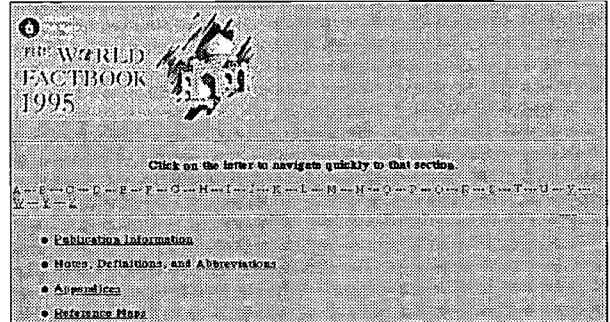 THE WORLD
FACTBOOK
1995
Click on the letter to navigate quickly to that section.
A -- B -- C -- D -- E -- F -- G -- H -- I -- J -- K -- L -- M -- N -- O -- P -- Q -- R -- S -- T -- U -- V --
W -- Y -- Z
Publication Information
Notes, Definitions, and Abbreviations
Appendices
Reference Maps